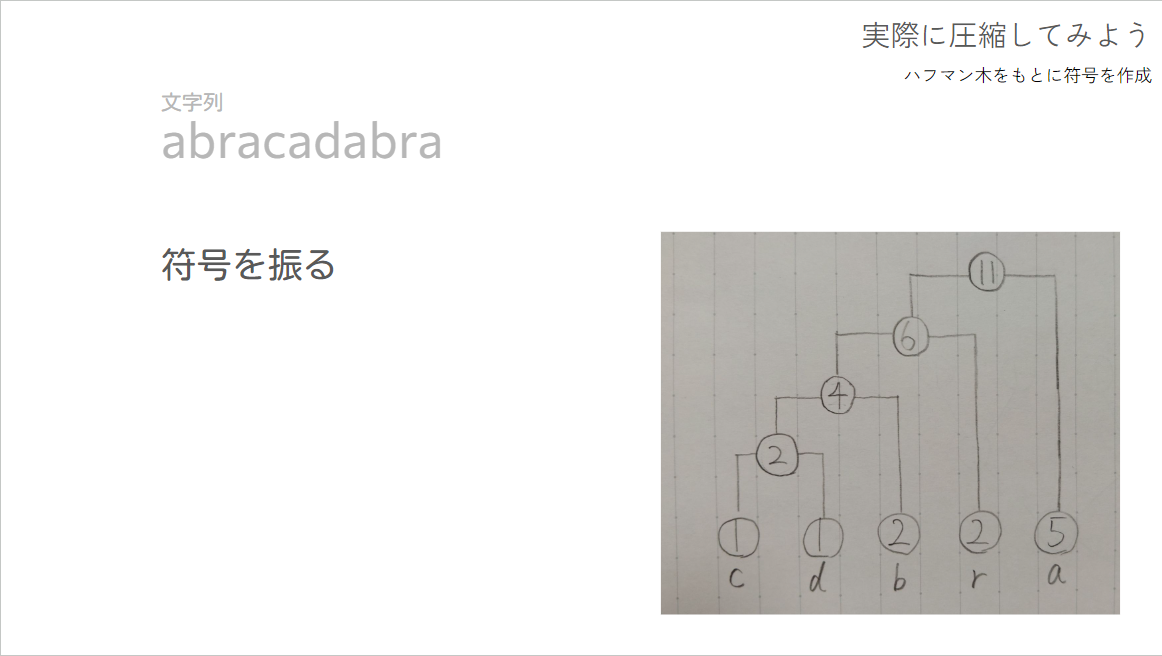 実際に圧縮してみよう
ハフマン木をもとに符号を作成
文字列
abracadabra
符号を振る
11
6
4
2
1 1 2 2 5
c d b r a